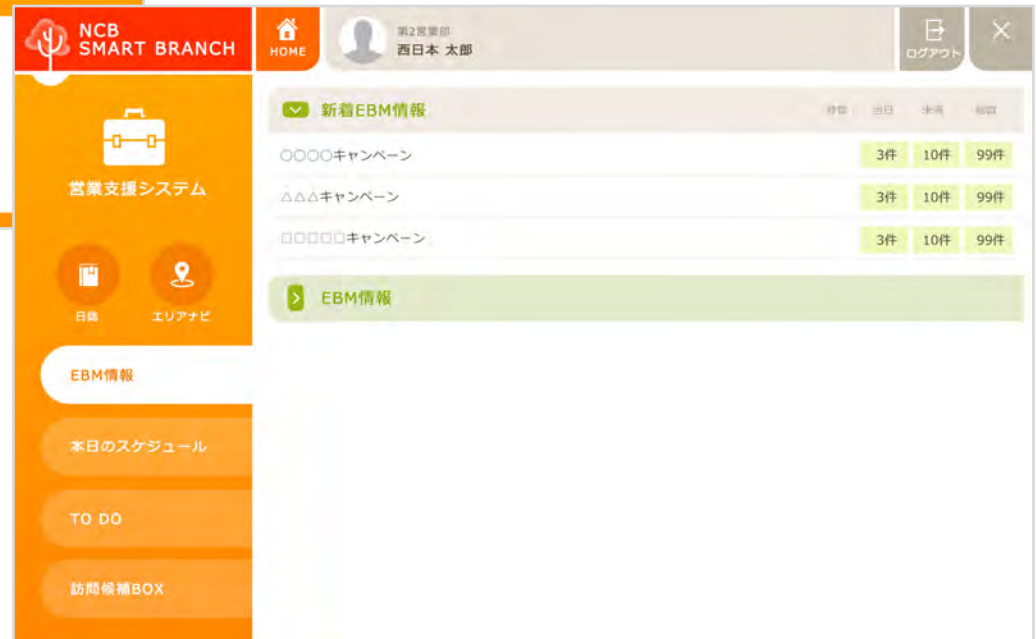 NCB
SMART BRANCH
HOME
第2営業部
西日本 太郎
ログアウト
営業支援システム
日誌
エリアナビ
EBM情報
本日のスケジュール
TO DO
訪問候補BOX
新着EBM情報
当日
○○○○キャンペーン
3件 10件 99件
△△△キャンペーン
3件 10件 99件
□□□□□キャンペーン
3件 10件 99件
EBM情報